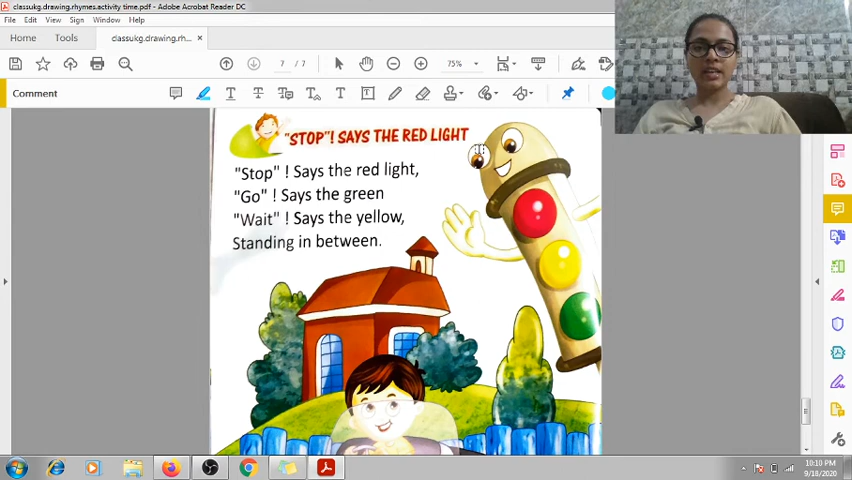 classukg.drawing.rhymes.activity time.pdf - Adobe Acrobat Reader DC
File Edit View Sign Window Help
Home Tools classukg.drawing.rh... ×
7 / 7 75%
Comment
"STOP"! SAYS THE RED LIGHT
"Stop" ! Says the red light,
"Go" ! Says the green
"Wait" ! Says the yellow,
Standing in between.
10:10 PM
9/18/2020